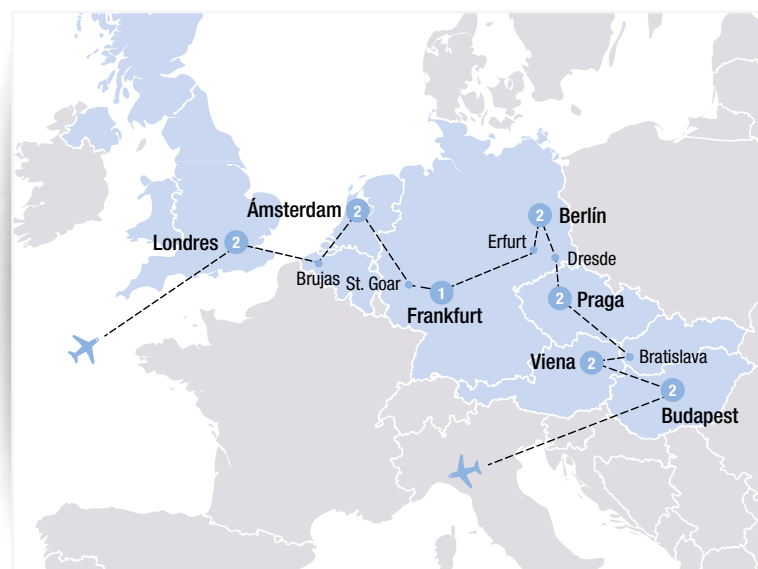 Ámsterdam 2
2 Berlín
Londres 2
Erfurt
Dresde
Brujas
St. Goar
1
Frankfurt
2 Praga
Viena 2
Bratislava
2
Budapest